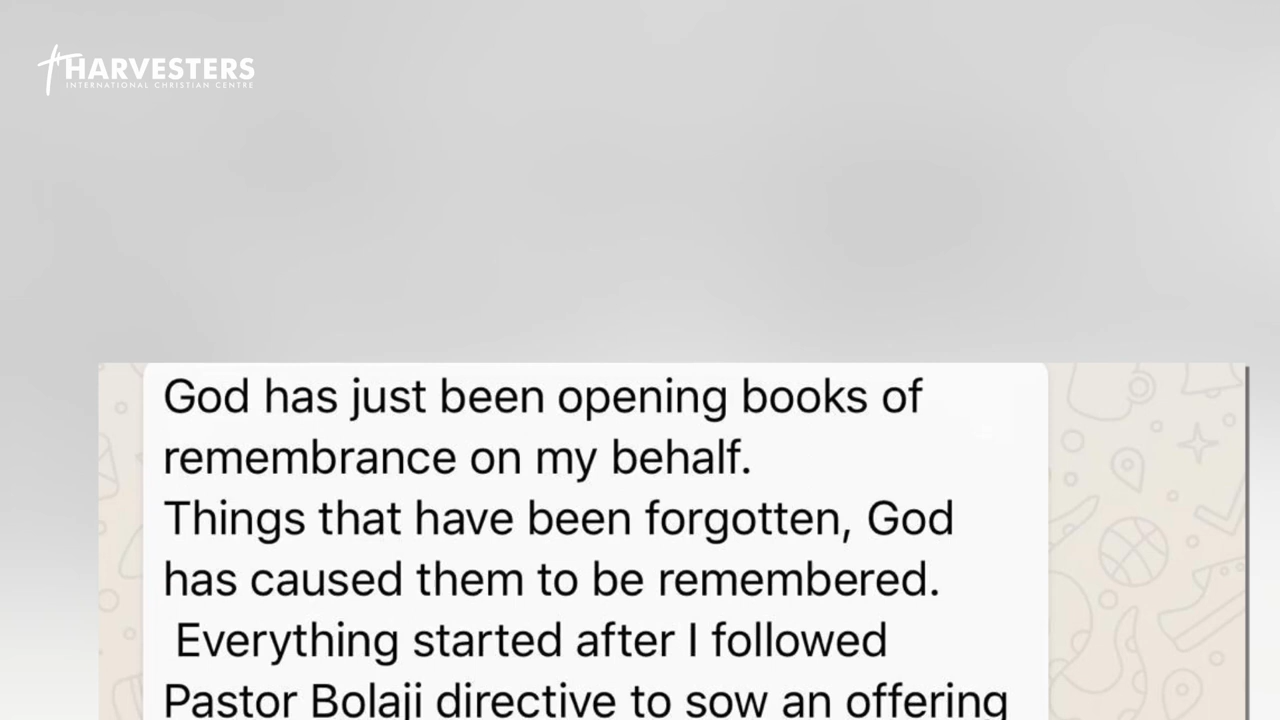 HARVESTERS
INTERNATIONAL CHRISTIAN CENTRE
God has just been opening books of
remembrance on my behalf.
Things that have been forgotten, God
has caused them to be remembered.
Everything started after I followed
Pastor Bolaji directive to sow an offering